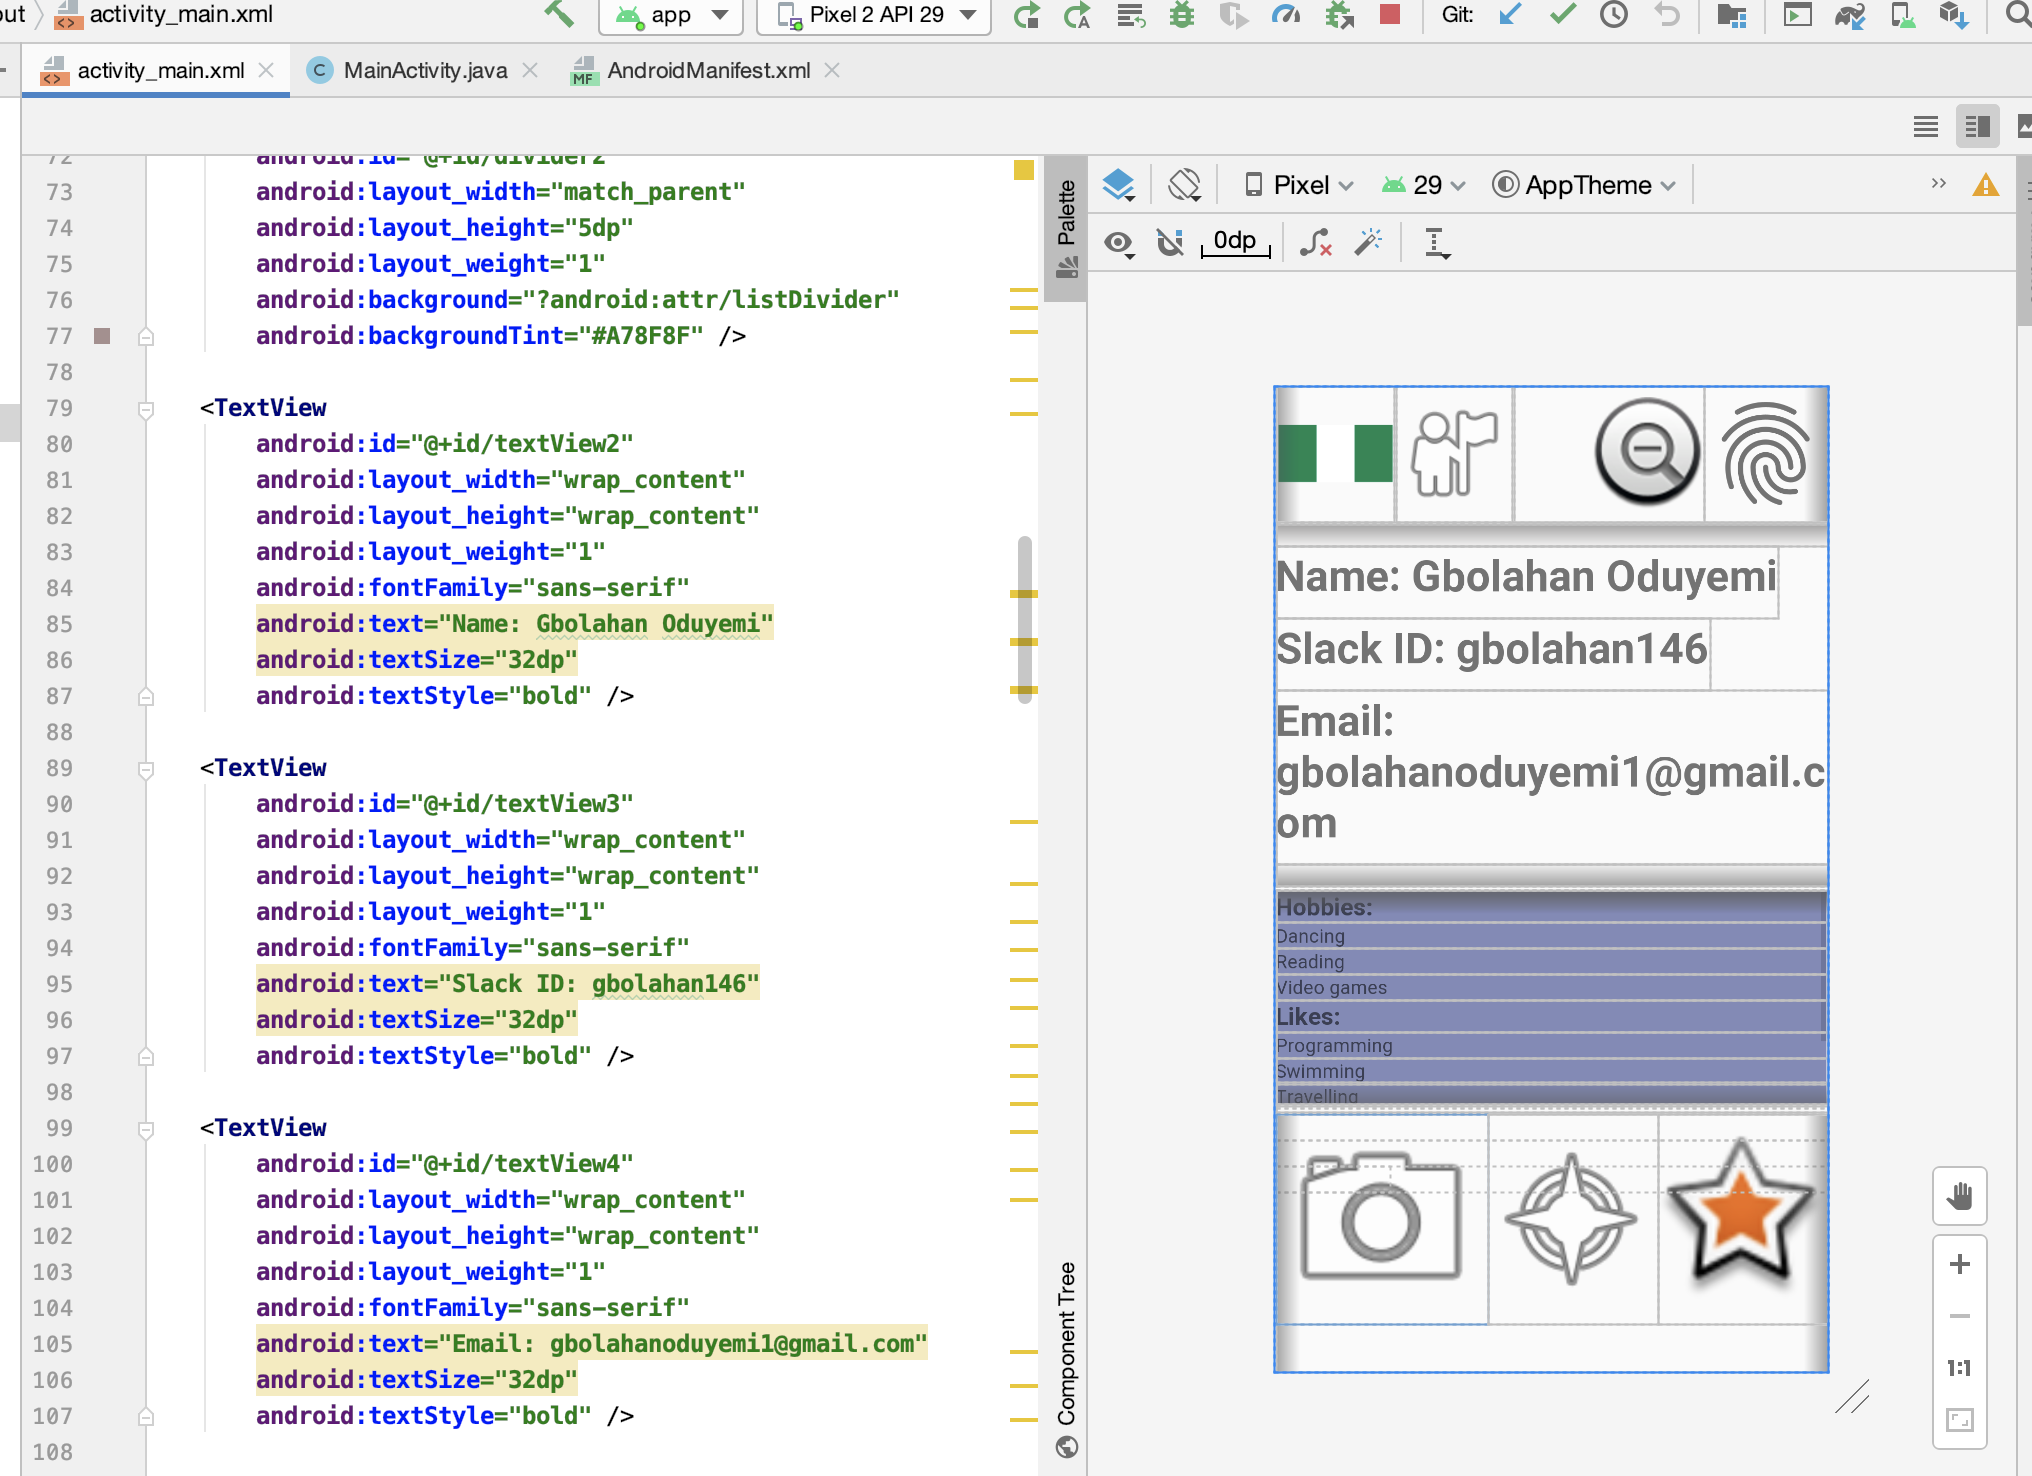 activity_main.xml
app
Pixel 2 API 29
Git:
activity_main.xml
MainActivity.java
AndroidManifest.xml
72 android:id="@+id/divider2"
73 android:layout_width="match_parent"
74 android:layout_height="5dp"
75 android:layout_weight="1"
76 android:background="?android:attr/listDivider"
77 android:backgroundTint="#A78F8F" />
78
79 <TextView
80 android:id="@+id/textView2"
81 android:layout_width="wrap_content"
82 android:layout_height="wrap_content"
83 android:layout_weight="1"
84 android:fontFamily="sans-serif"
85 android:text="Name: Gbolahan Oduyemi"
86 android:textSize="32dp"
87 android:textStyle="bold" />
88
89 <TextView
90 android:id="@+id/textView3"
91 android:layout_width="wrap_content"
92 android:layout_height="wrap_content"
93 android:layout_weight="1"
94 android:fontFamily="sans-serif"
95 android:text="Slack ID: gbolahan146"
96 android:textSize="32dp"
97 android:textStyle="bold" />
98
99 <TextView
100 android:id="@+id/textView4"
101 android:layout_width="wrap_content"
102 android:layout_height="wrap_content"
103 android:layout_weight="1"
104 android:fontFamily="sans-serif"
105 android:text="Email: gbolahanoduyemi1@gmail.com"
106 android:textSize="32dp"
107 android:textStyle="bold" />
108
Palette
Component Tree
Pixel
29
AppTheme
0dp
Name: Gbolahan Oduyemi
Slack ID: gbolahan146
Email:
gbolahanoduyemi1@gmail.c
om
Hobbies:
Dancing
Reading
Video games
Likes:
Programming
Swimming
Travelling
1:1